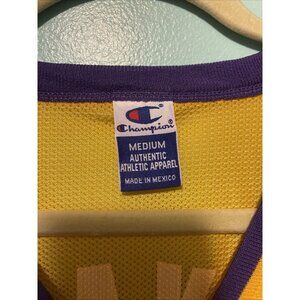 Champion
MEDIUM
AUTHENTIC
ATHLETIC APPAREL
MADE IN MEXICO